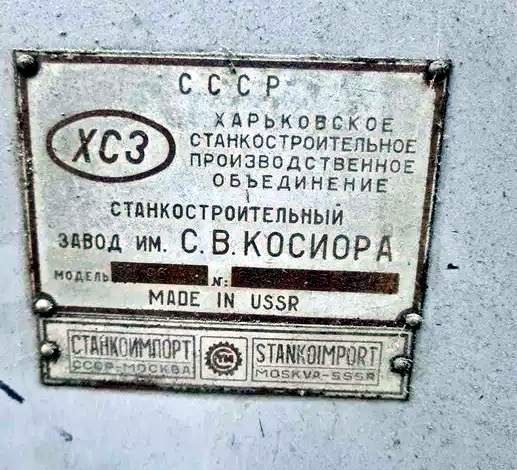 СССР
ХСЗ
ХАРЬКОВСКОЕ
СТАНКОСТРОИТЕЛЬНОЕ
ПРОИЗВОДСТВЕННОЕ
ОБЪЕДИНЕНИЕ
СТАНКОСТРОИТЕЛЬНЫЙ
ЗАВОД ИМ. С.В.КОСИОРА
МОДЕЛЬ №:
MADE IN USSR
СТАНКОИМПОРТ
СССР-МОСКВА
STANKOIMPORT
MOSKVA-SSSR